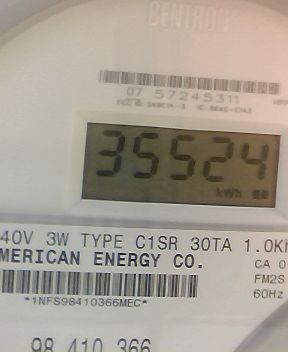 CENTRON
07 57245311
35524
kWh
40V 3W TYPE C1SR 30TA 1.0Kh
MERICAN ENERGY CO.
CA 0
FM2S
60Hz
*1NFS98410366MEC*
98 410 366